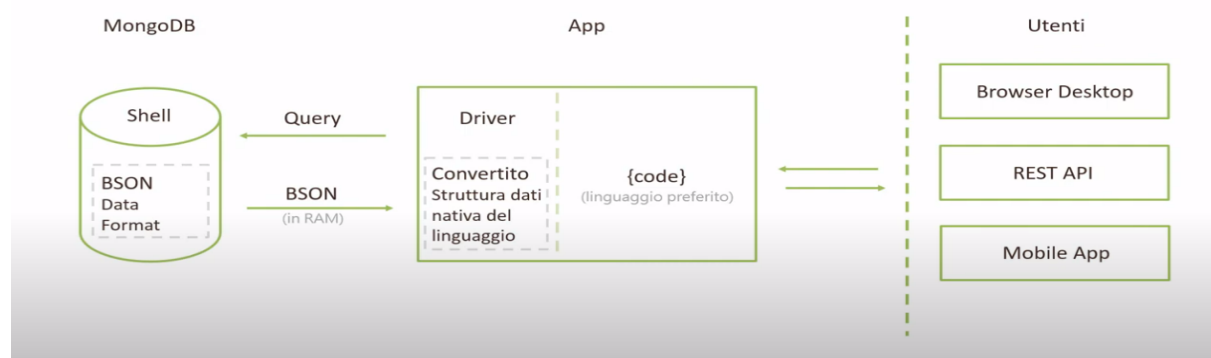 MongoDB
App
Utenti
Shell
BSON
Data
Format
Query
BSON
(in RAM)
Driver
Convertito
Struttura dati
nativa del
linguaggio
{code}
(linguaggio preferito)
Browser Desktop
REST API
Mobile App